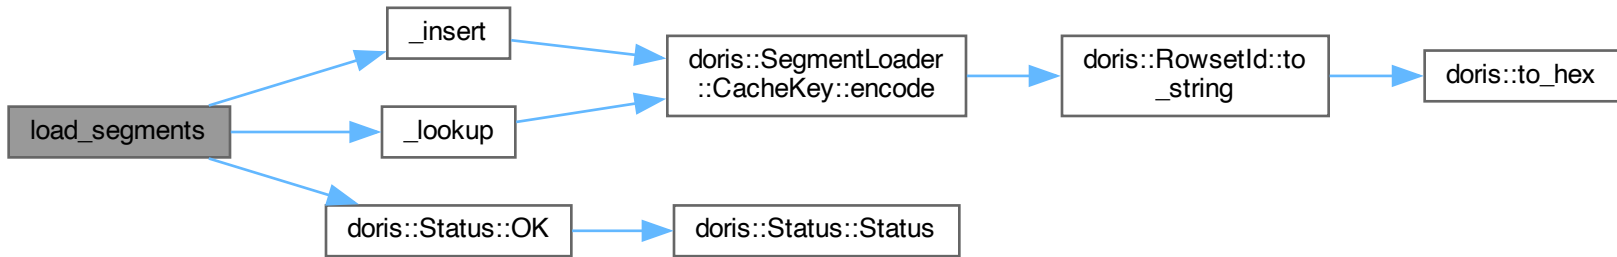 load_segments
_insert
_lookup
doris::Status::OK
doris::SegmentLoader
::CacheKey::encode
doris::Status::Status
doris::RowsetId::to
_string
doris::to_hex